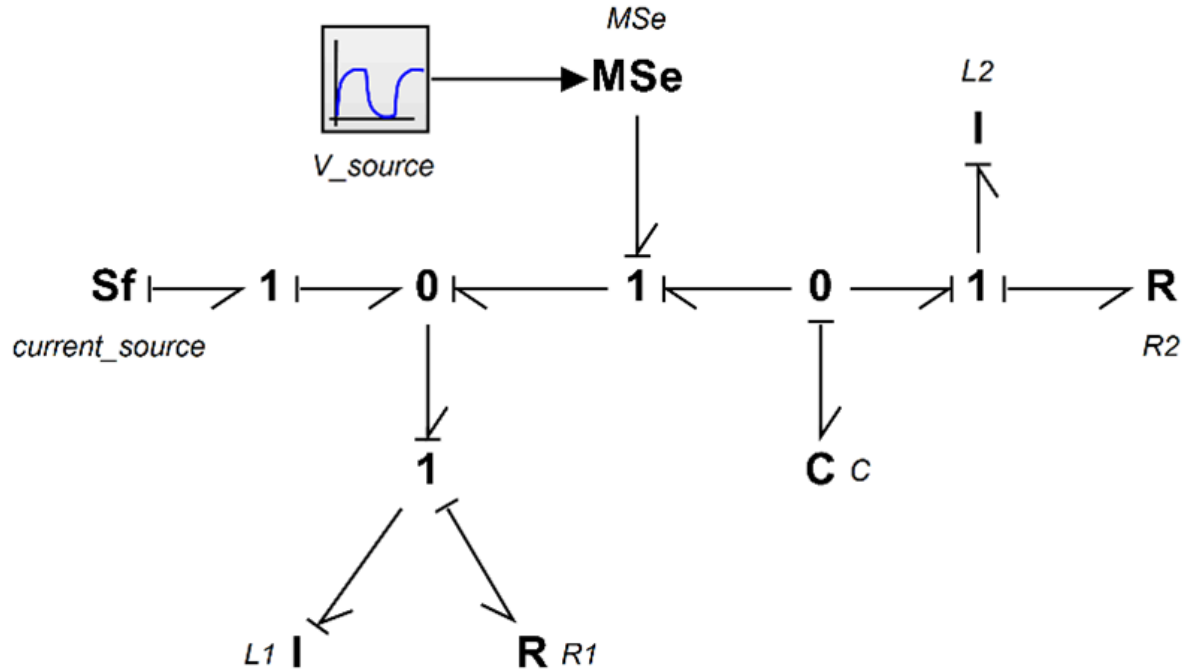 MSe
MSe
V_source
L2
I
Sf 1 0 1 0 1 R
current_source
R2
1
C C
L1 I
R R1